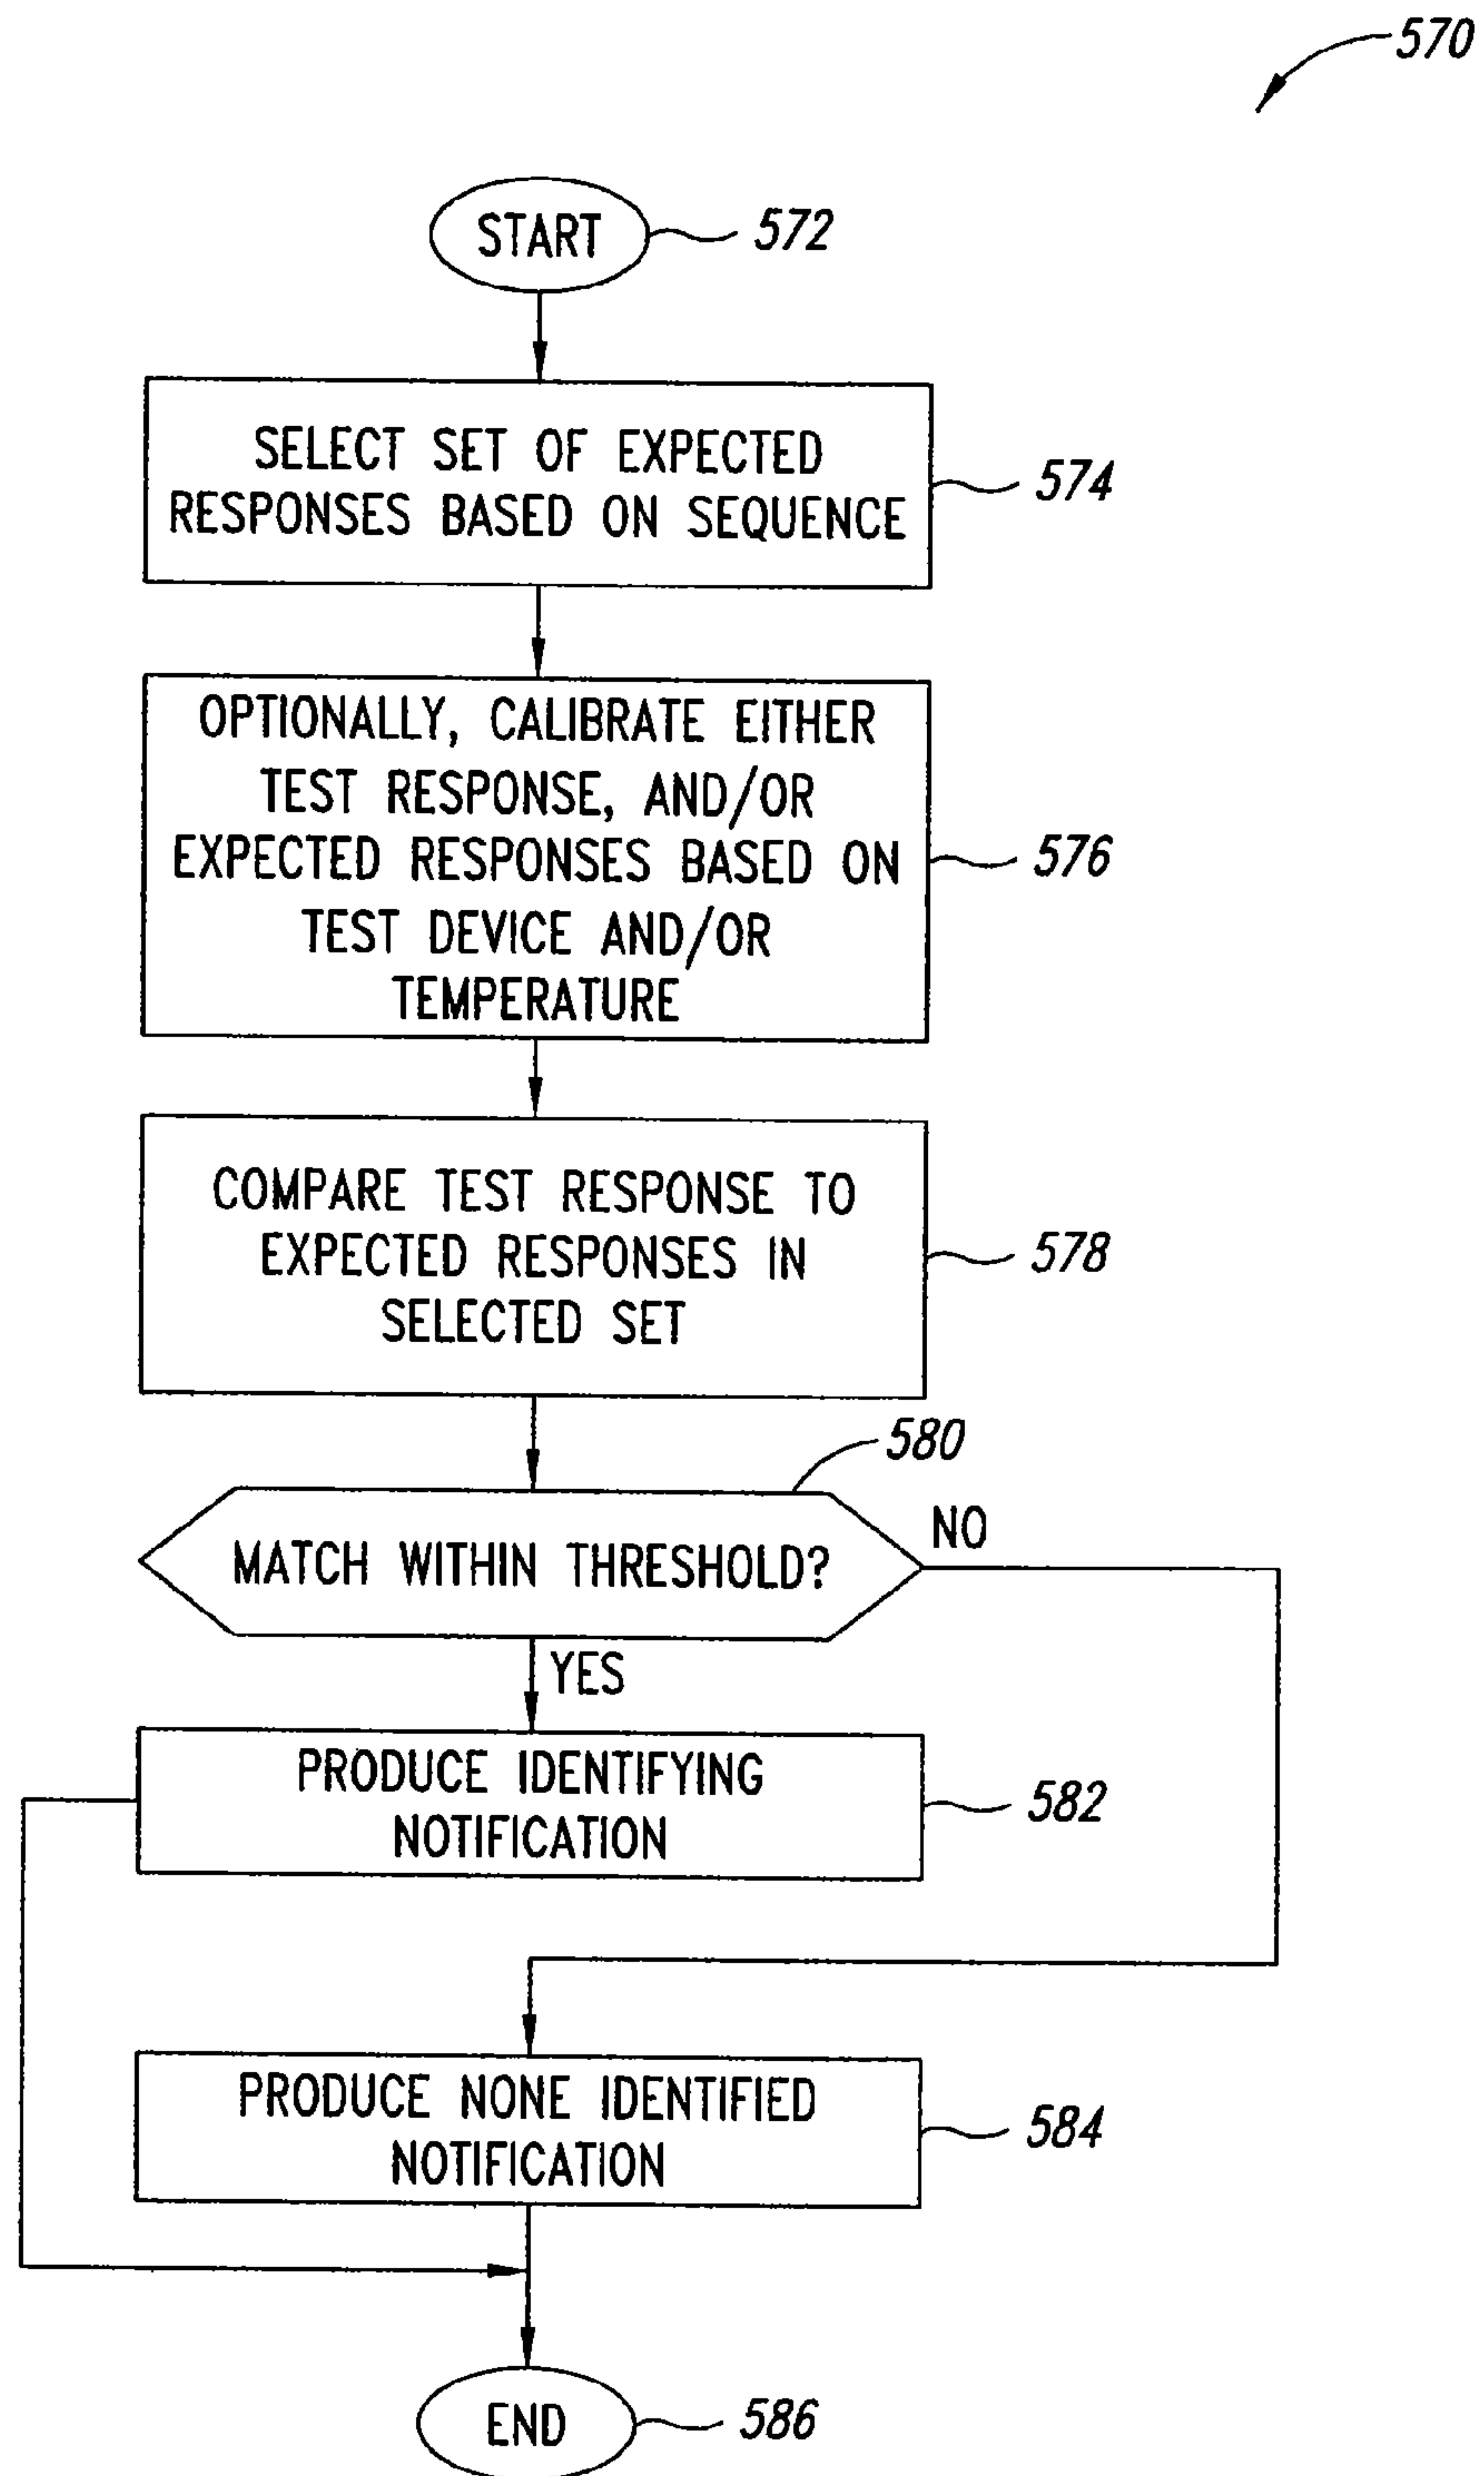 570
START
572
SELECT SET OF EXPECTED
RESPONSES BASED ON SEQUENCE
574
OPTIONALLY, CALIBRATE EITHER
TEST RESPONSE, AND/OR
EXPECTED RESPONSES BASED ON
TEST DEVICE AND/OR
TEMPERATURE
576
COMPARE TEST RESPONSE TO
EXPECTED RESPONSES IN
SELECTED SET
578
580
MATCH WITHIN THRESHOLD?
NO
YES
PRODUCE IDENTIFYING
NOTIFICATION
582
PRODUCE NONE IDENTIFIED
NOTIFICATION
584
END
586